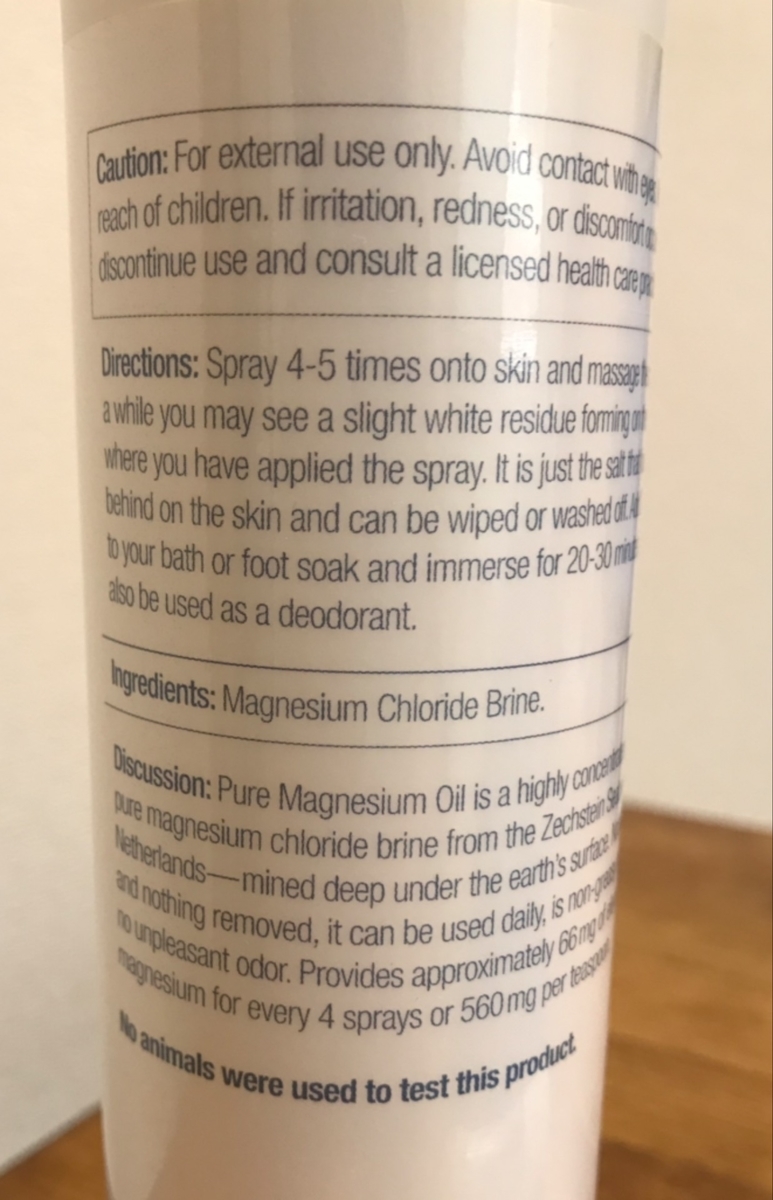 Caution: For external use only. Avoid contact with eyes
reach of children. If irritation, redness, or discomfort
discontinue use and consult a licensed health care
Directions: Spray 4-5 times onto skin and massage
a while you may see a slight white residue forming on
where you have applied the spray. It is just the salt that
behind on the skin and can be wiped or washed off.
to your bath or foot soak and immerse for 20-30
also be used as a deodorant.
Ingredients: Magnesium Chloride Brine.
Discussion: Pure Magnesium Oil is a highly
pure magnesium chloride brine from the Zechstein
Netherlands—mined deep under the earth's surface.
and nothing removed, it can be used daily, is
no unpleasant odor. Provides approximately 66mg of
magnesium for every 4 sprays or 560mg per teaspoon.
No animals were used to test this product.